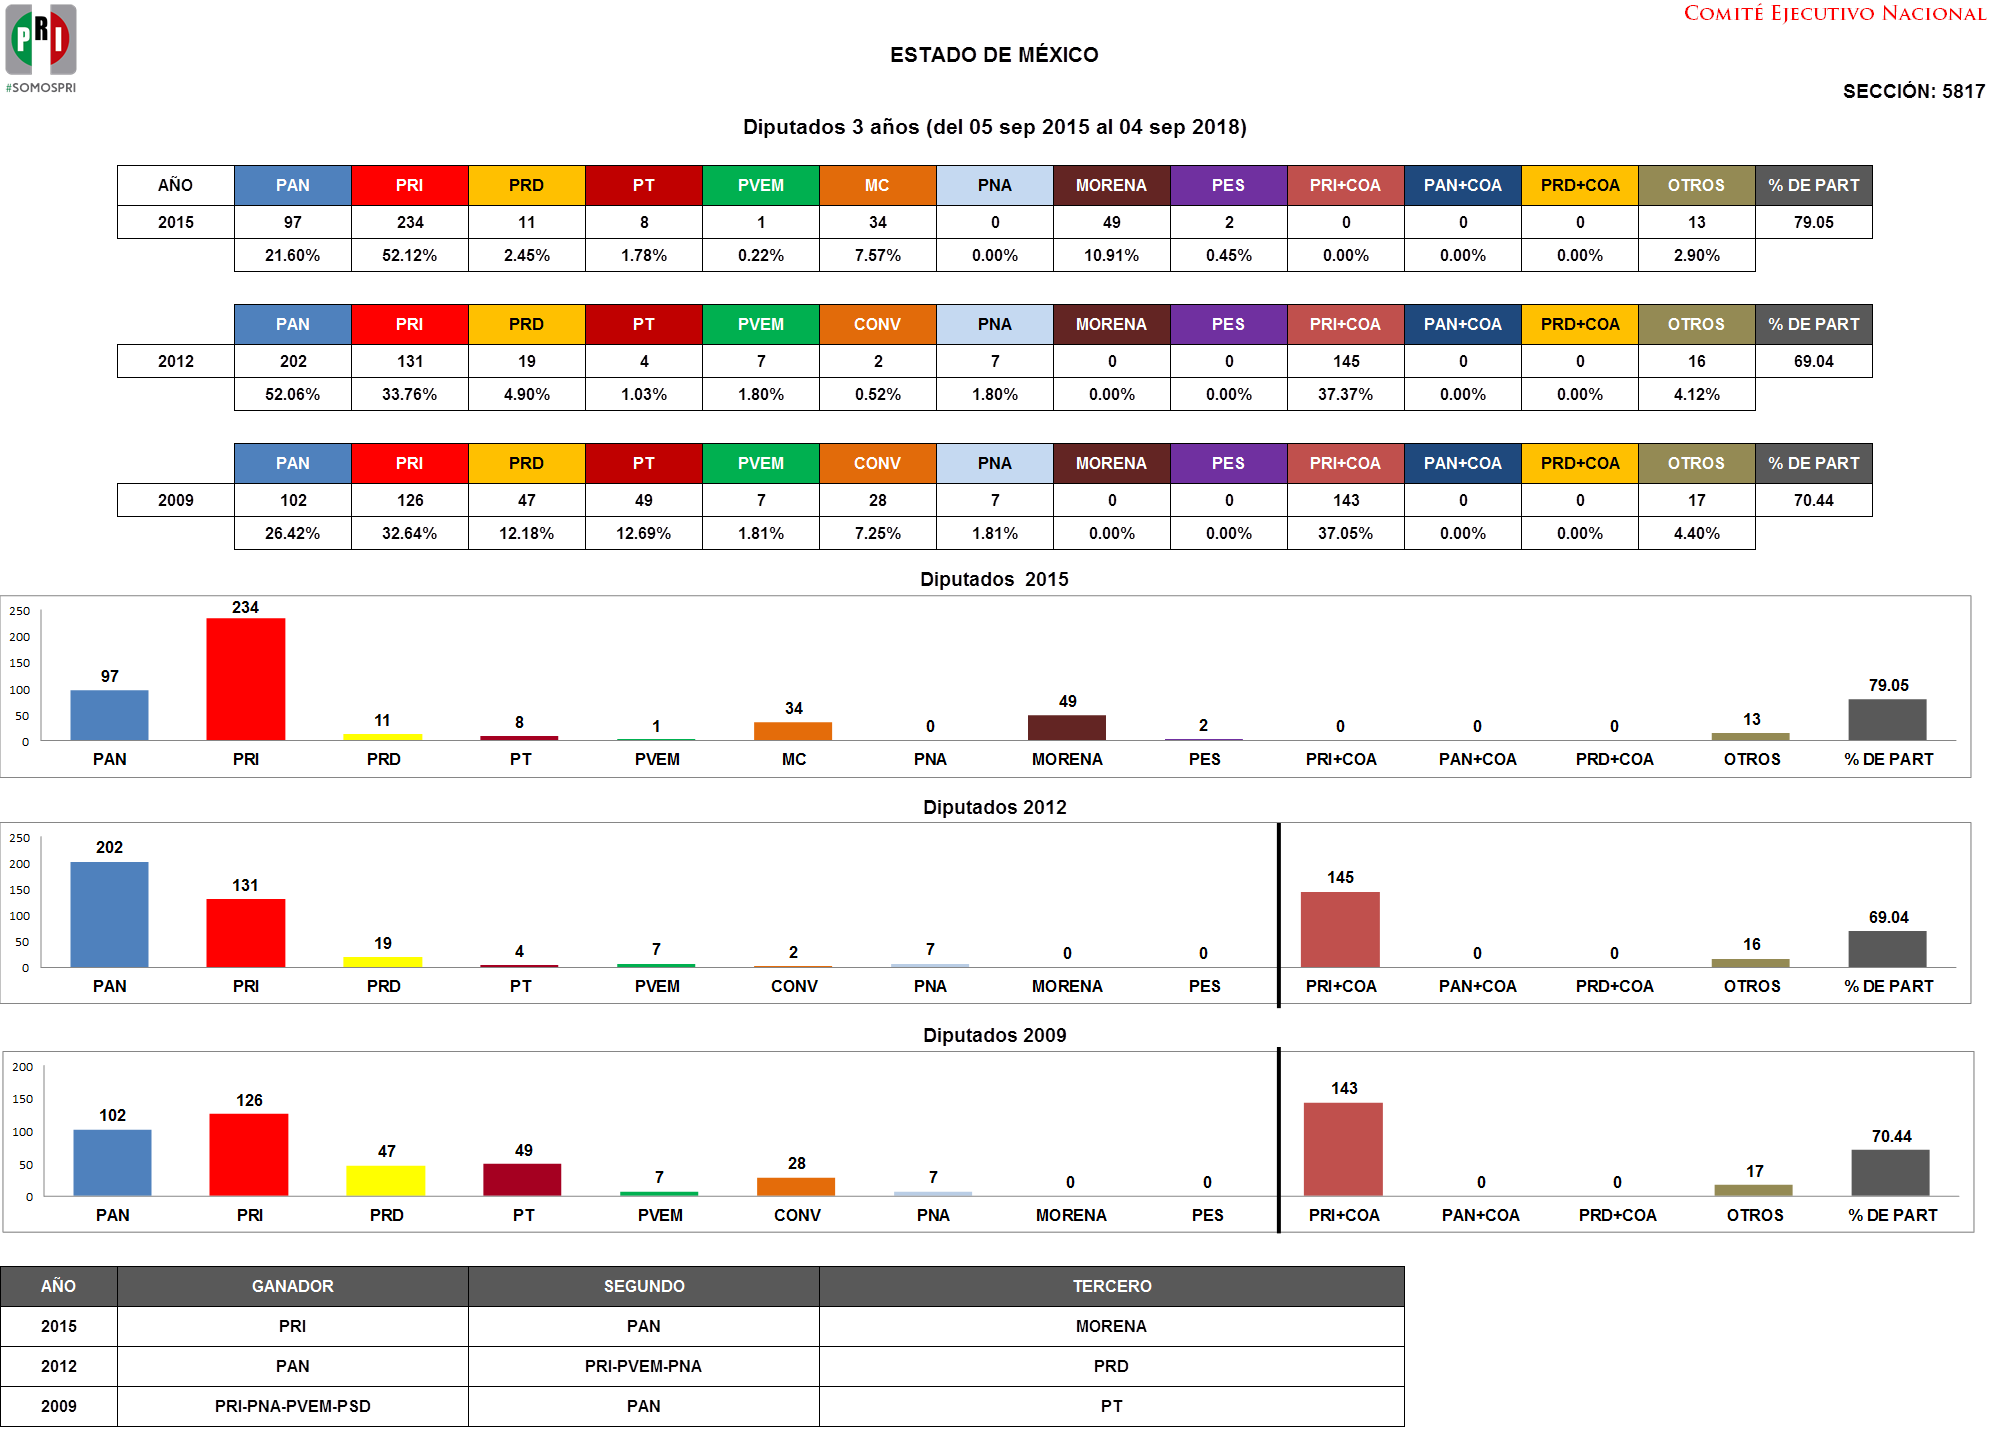 PRI
#SOMOSPRI
COMITÉ EJECUTIVO NACIONAL
ESTADO DE MÉXICO
SECCIÓN: 5817
Diputados 3 años (del 05 sep 2015 al 04 sep 2018)
AÑO PAN PRI PRD PT PVEM MC PNA MORENA PES PRI+COA PAN+COA PRD+COA OTROS % DE PART
2015 97 234 11 8 1 34 0 49 2 0 0 0 13 79.05
21.60% 52.12% 2.45% 1.78% 0.22% 7.57% 0.00% 10.91% 0.45% 0.00% 0.00% 0.00% 2.90%
PAN PRI PRD PT PVEM CONV PNA MORENA PES PRI+COA PAN+COA PRD+COA OTROS % DE PART
2012 202 131 19 4 7 2 7 0 0 145 0 0 16 69.04
52.06% 33.76% 4.90% 1.03% 1.80% 0.52% 1.80% 0.00% 0.00% 37.37% 0.00% 0.00% 4.12%
PAN PRI PRD PT PVEM CONV PNA MORENA PES PRI+COA PAN+COA PRD+COA OTROS % DE PART
2009 102 126 47 49 7 28 7 0 0 143 0 0 17 70.44
26.42% 32.64% 12.18% 12.69% 1.81% 7.25% 1.81% 0.00% 0.00% 37.05% 0.00% 0.00% 4.40%
Diputados 2015
250
200
150
100
50
0
97 234 11 8 1 34 0 49 2 0 0 0 13 79.05
PAN PRI PRD PT PVEM MC PNA MORENA PES PRI+COA PAN+COA PRD+COA OTROS % DE PART
Diputados 2012
250
200
150
100
50
0
202 131 19 4 7 2 7 0 0 145 0 0 16 69.04
PAN PRI PRD PT PVEM CONV PNA MORENA PES PRI+COA PAN+COA PRD+COA OTROS % DE PART
Diputados 2009
200
150
100
50
0
102 126 47 49 7 28 7 0 0 143 0 0 17 70.44
PAN PRI PRD PT PVEM CONV PNA MORENA PES PRI+COA PAN+COA PRD+COA OTROS % DE PART
AÑO GANADOR SEGUNDO TERCERO
2015 PRI PAN MORENA
2012 PAN PRI-PVEM-PNA PRD
2009 PRI-PNA-PVEM-PSD PAN PT